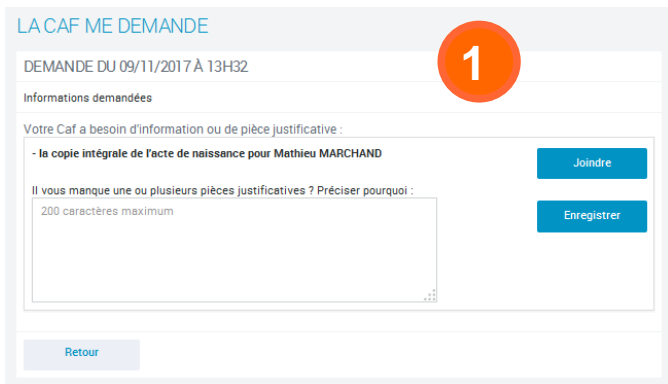 LA CAF ME DEMANDE
1
DEMANDE DU 09/11/2017 À 13H32
Informations demandées
Votre Caf a besoin d'information ou de pièce justificative :
- la copie intégrale de l'acte de naissance pour Mathieu MARCHAND
Joindre
Il vous manque une ou plusieurs pièces justificatives ? Préciser pourquoi :
200 caractères maximum
Enregistrer
Retour